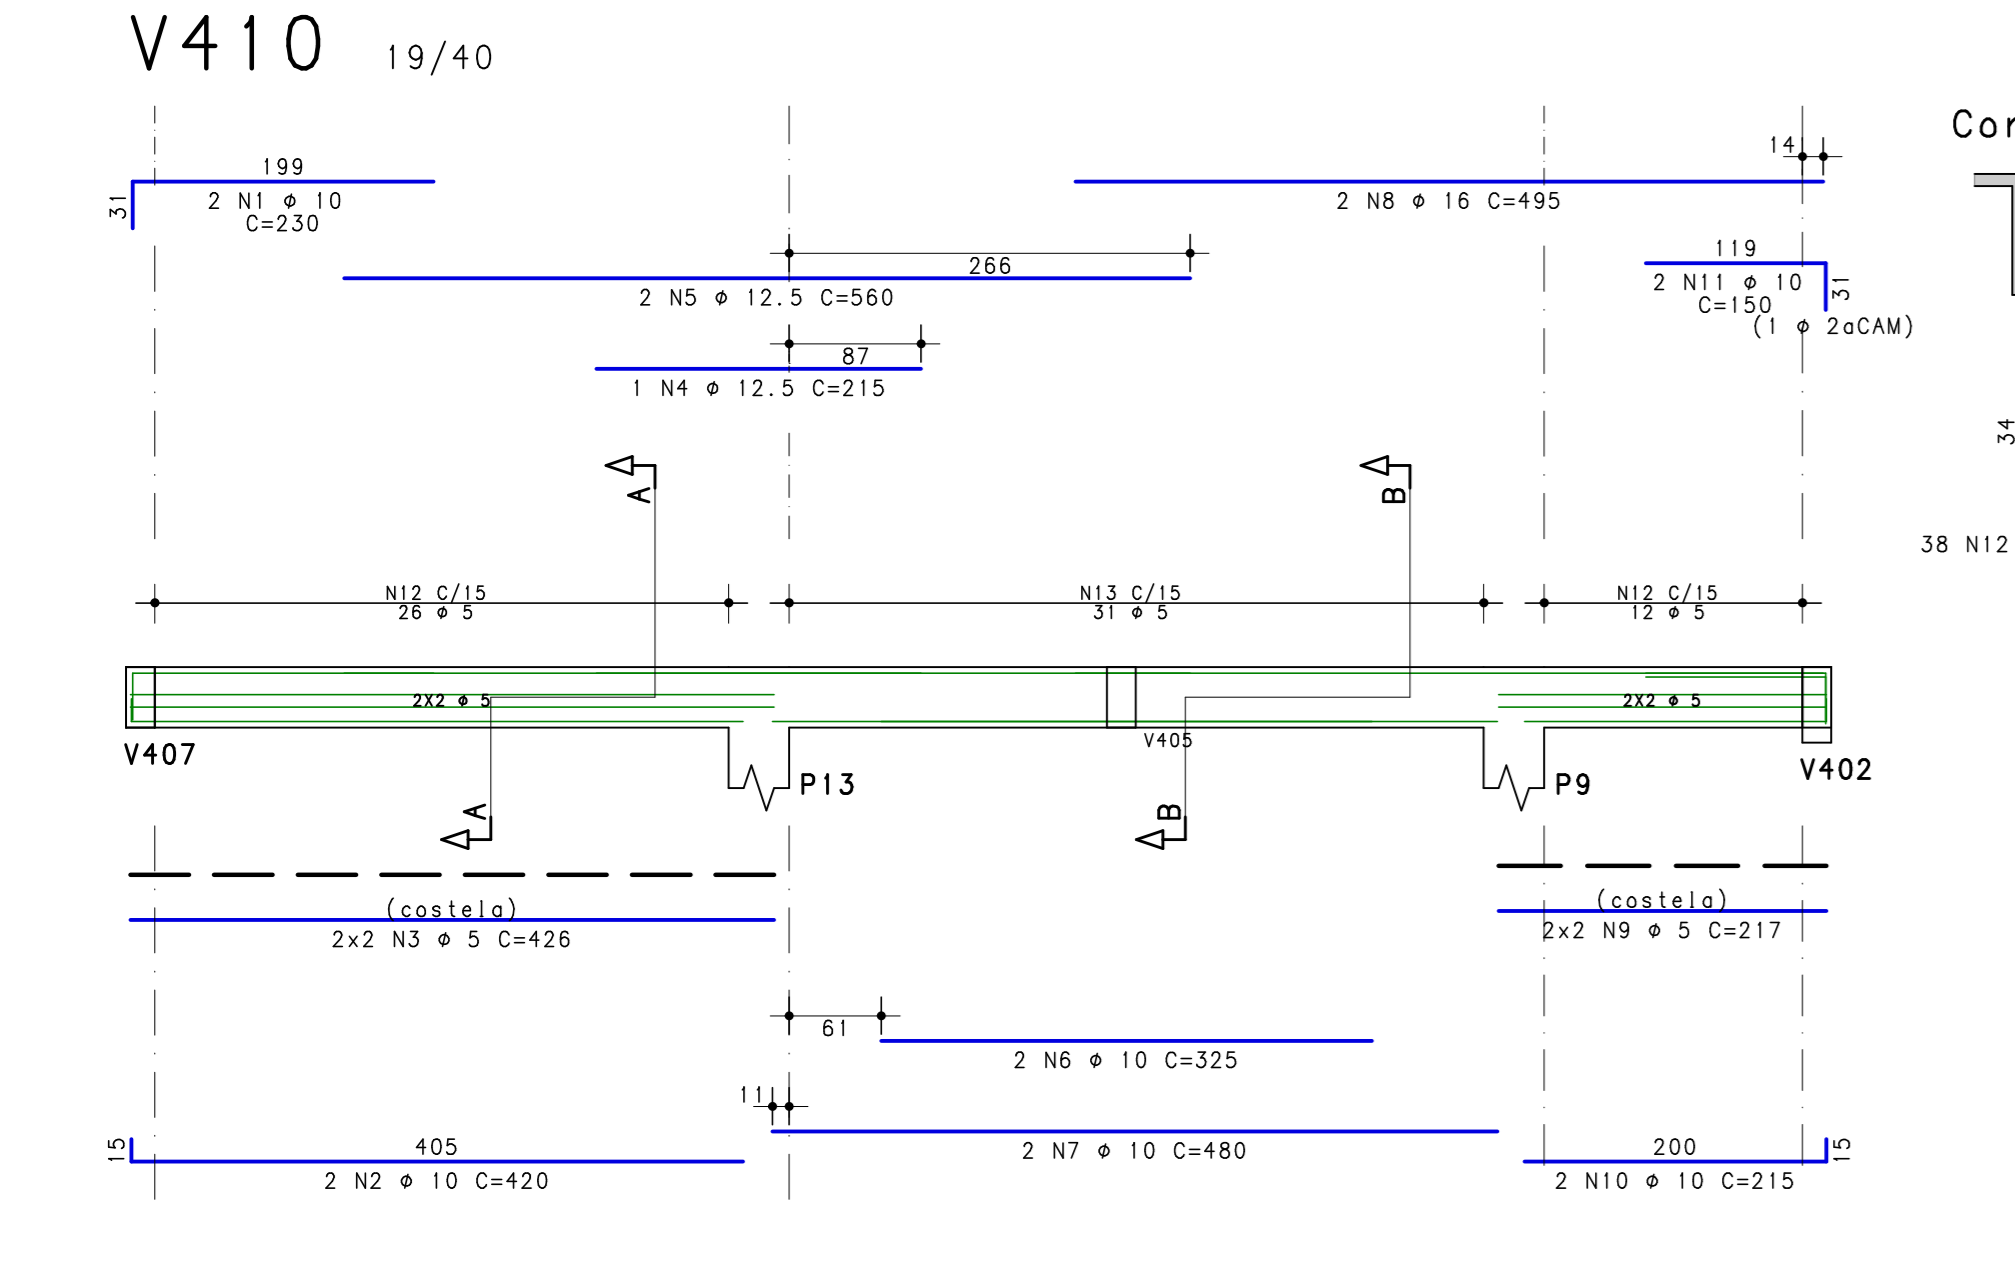 V410 19/40
Cor
199
31
2 N1 ø 10
C=230
14
2 N8 ø 16 C=495
266
2 N5 ø 12.5 C=560
119
2 N11 ø 10
C=150
31
(1 ø 2aCAM)
87
1 N4 ø 12.5 C=215
34
A
B
38 N12
N12 C/15
26 ø 5
N13 C/15
31 ø 5
N12 C/15
12 ø 5
2X2 ø 5
2X2 ø 5
V407
V405
P13
P9
V402
A
B
(costela)
2x2 N3 ø 5 C=426
(costela)
2x2 N9 ø 5 C=217
61
2 N6 ø 10 C=325
11
2 N7 ø 10 C=480
15
405
2 N2 ø 10 C=420
200
15
2 N10 ø 10 C=215